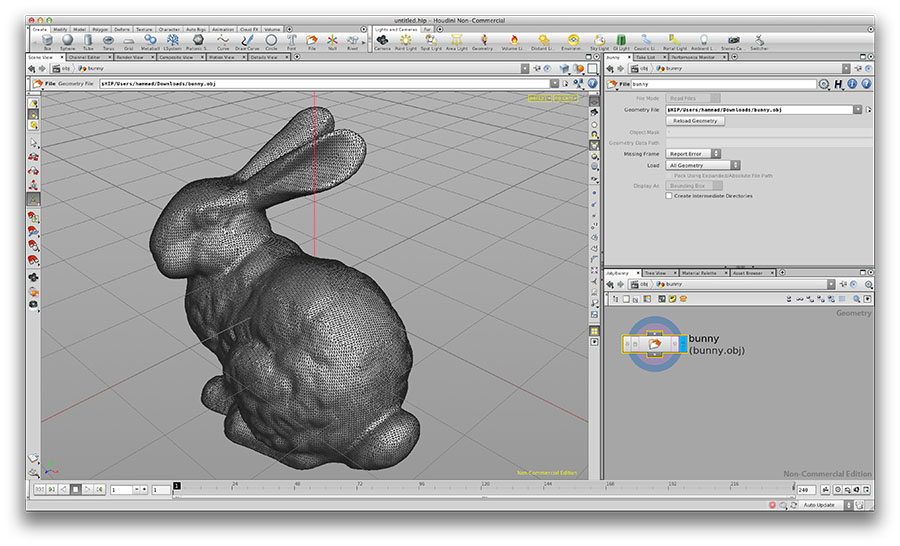 untitled.hip – Houdini Non-Commercial
Create Modify Model Polygon Deform Texture Character Auto Rigs Animation Cloud FX Volume
Lights and Cameras
Box Sphere Tube Torus Grid Metaball LSystem Platonic S... Curve Draw Curve Circle Font File Null Rivet
Camera Point Light Spot Light Area Light Geometry... Volume Li... Distant Li... Environm... Sky Light GI Light Caustic Li... Portal Light Ambient L... Stereo Ca... Switcher
Scene View Channel Editor Render View Composite View Motion View Details View
bunny Take List Performance Monitor
obj bunny
obj bunny
File Geometry File $HIP/Users/hammad/Downloads/bunny.obj
File bunny
File Mode Read Files
Geometry File $HIP/Users/hammad/Downloads/bunny.obj
Reload Geometry
Object Mask
Geometry Data Path
Missing Frame Report Error
Load All Geometry
Pack Using Expanded/Absolute File Path
Display As Bounding Box
Create Intermediate Directories
/obj/bunny Tree View Material Palette Asset Browser
obj bunny
Geometry
bunny
(bunny.obj)
Non-Commercial Edition
Non-Commercial Edition
1 1 1 24 48 72 96 120 144 168 192 216 240
Auto Update